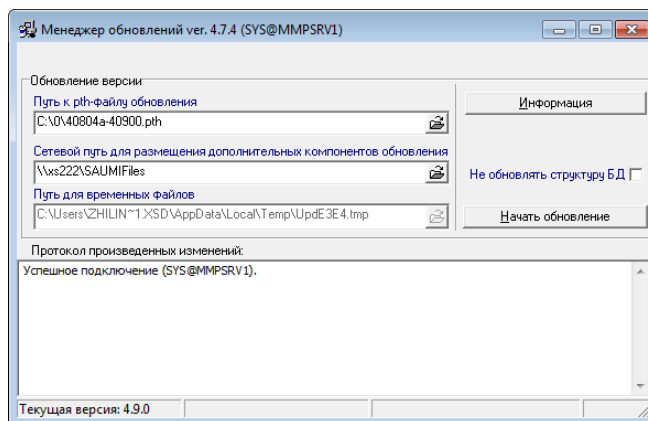 Менеджер обновлений ver. 4.7.4 (SYS@MMPSRV1)
Обновление версии
Путь к pth-файлу обновления
C:\0\40804a-40900.pth
Информация
Сетевой путь для размещения дополнительных компонентов обновления
\\xs222\SAUMIFiles
Не обновлять структуру БД
Путь для временных файлов
C:\Users\ZHILIN~1.XSD\AppData\Local\Temp\UpdE3E4.tmp
Начать обновление
Протокол произведенных изменений:
Успешное подключение (SYS@MMPSRV1).
Текущая версия: 4.9.0